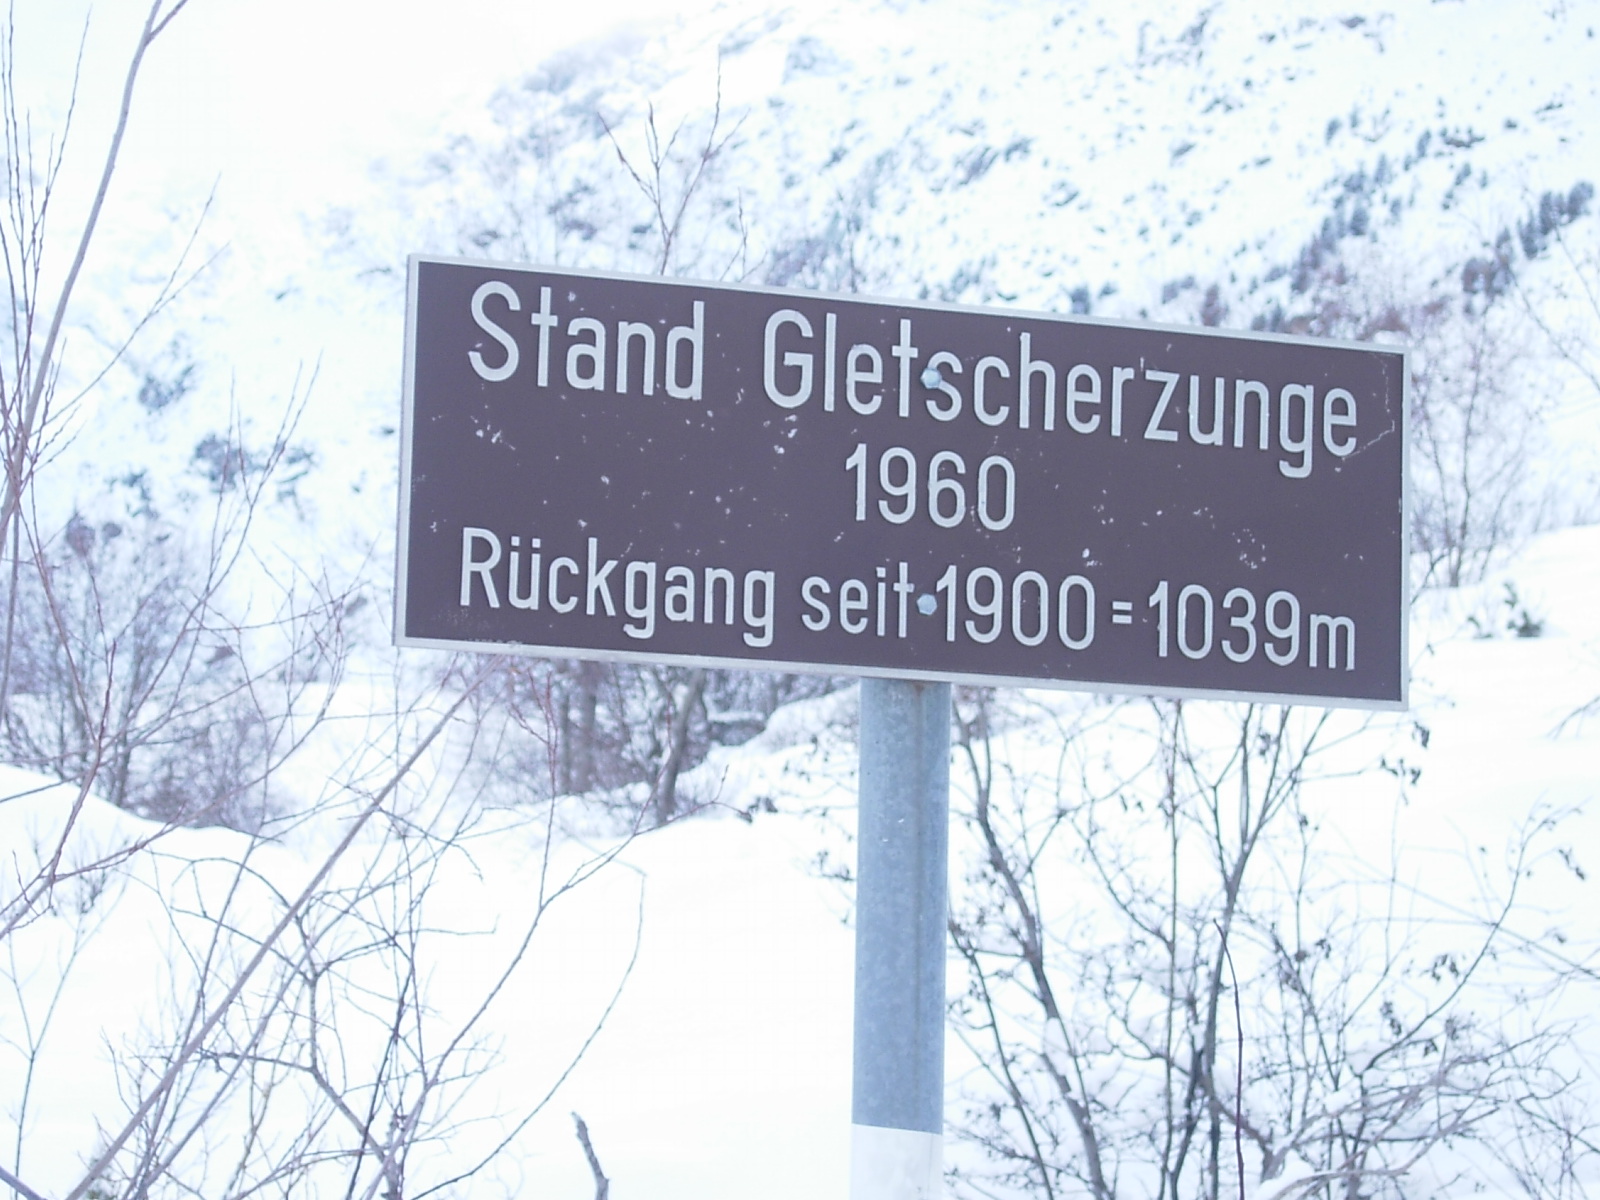 Stand Gletscherzunge
1960
Rückgang seit 1900 = 1039m